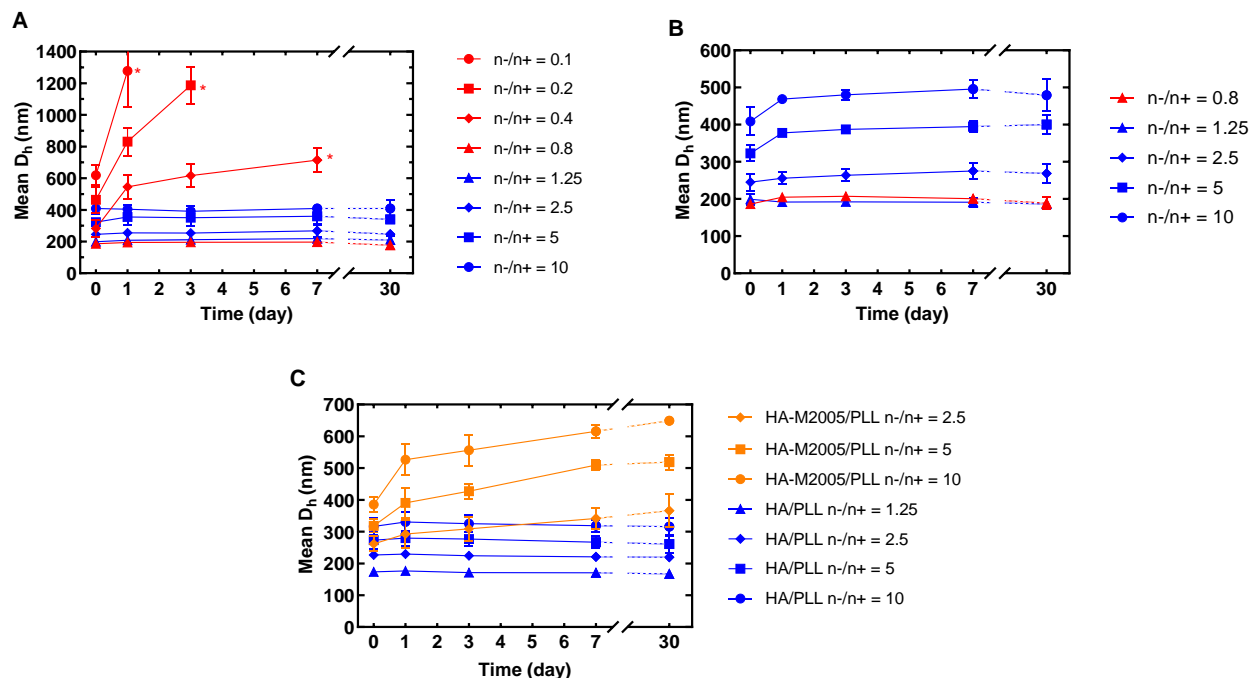 A
Mean D_h (nm)
1400
1200
1000
800
600
400
200
0
*
*
*
0 1 2 3 4 5 6 7 30
Time (day)
n-/n+ = 0.1
n-/n+ = 0.2
n-/n+ = 0.4
n-/n+ = 0.8
n-/n+ = 1.25
n-/n+ = 2.5
n-/n+ = 5
n-/n+ = 10
B
Mean D_h (nm)
600
500
400
300
200
100
0
0 1 2 3 4 5 6 7 30
Time (day)
n-/n+ = 0.8
n-/n+ = 1.25
n-/n+ = 2.5
n-/n+ = 5
n-/n+ = 10
C
Mean D_h (nm)
700
600
500
400
300
200
100
0
0 1 2 3 4 5 6 7 30
Time (day)
HA-M2005/PLL n-/n+ = 2.5
HA-M2005/PLL n-/n+ = 5
HA-M2005/PLL n-/n+ = 10
HA/PLL n-/n+ = 1.25
HA/PLL n-/n+ = 2.5
HA/PLL n-/n+ = 5
HA/PLL n-/n+ = 10